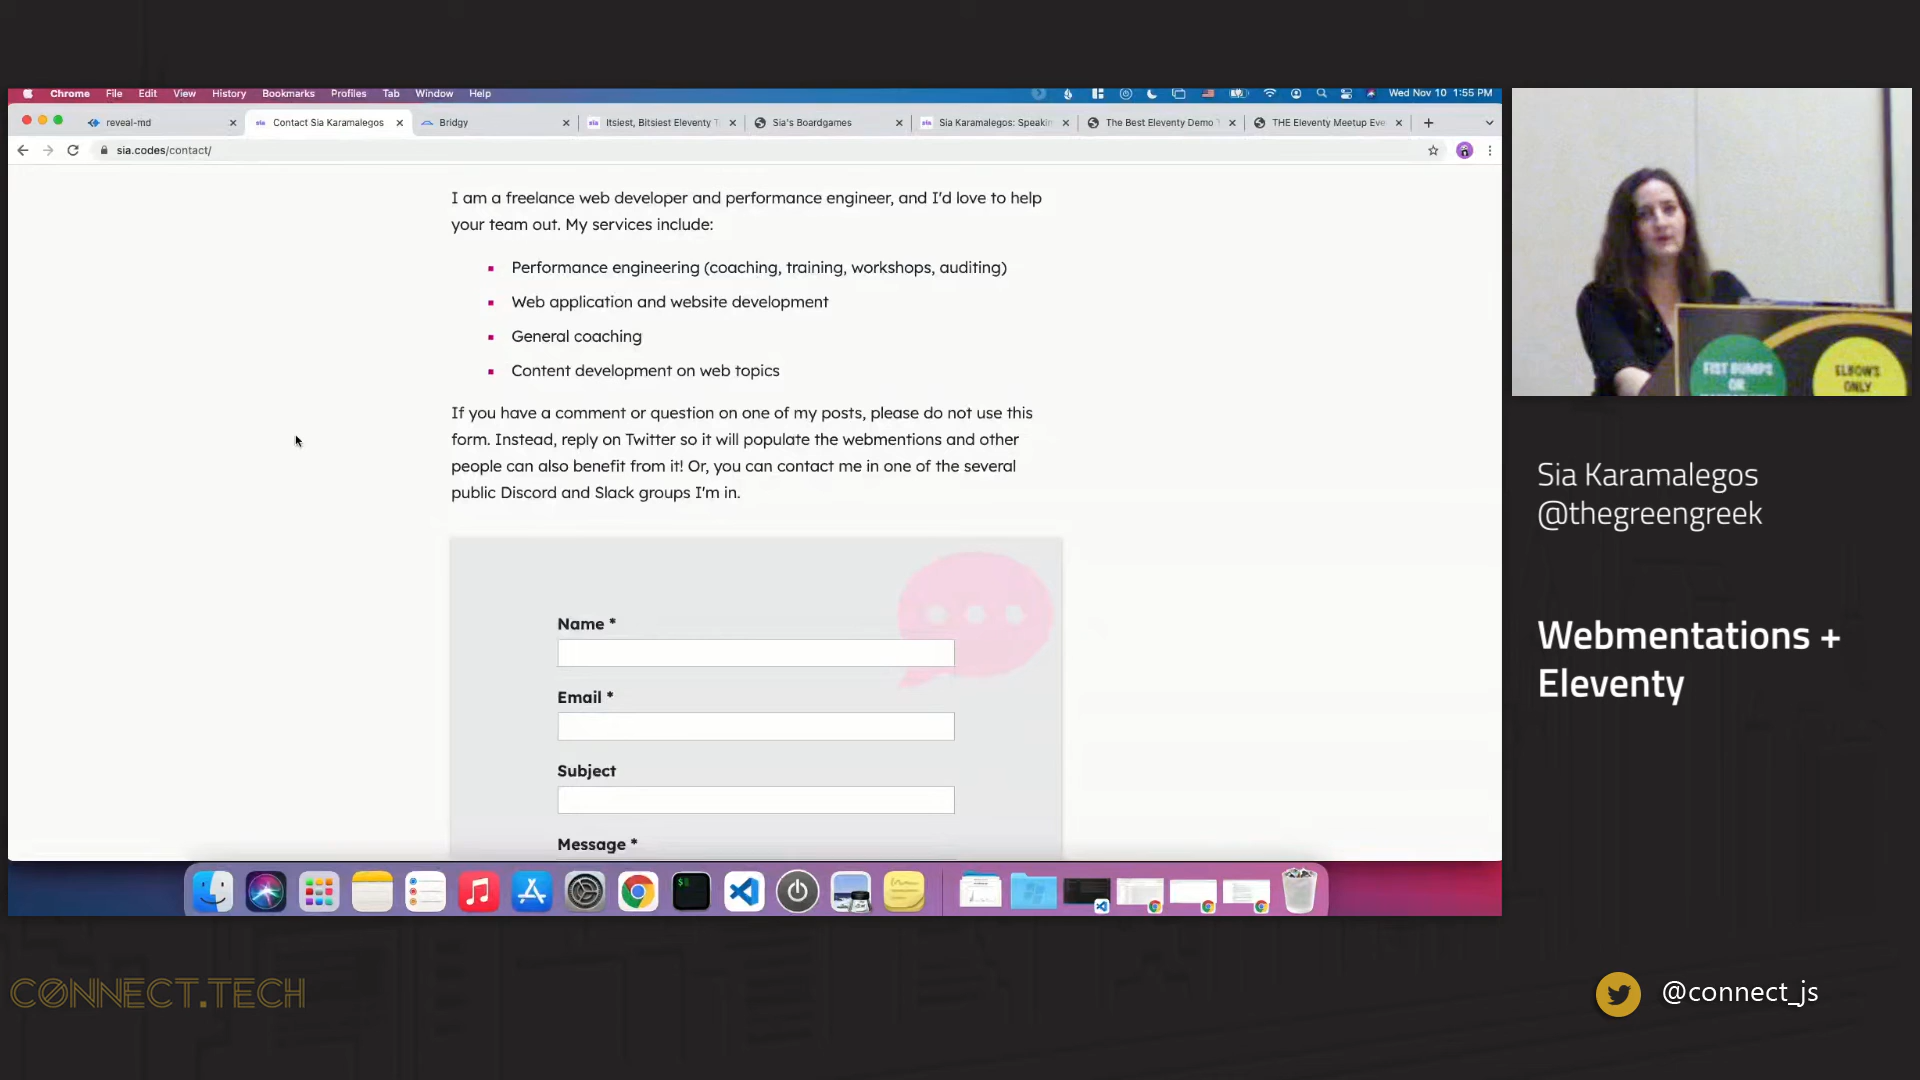 Chrome File Edit View History Bookmarks Profiles Tab Window Help
Wed Nov 10 1:55 PM
reveal-md
Contact Sia Karamalegos
Bridgy
Itsiest, Bitsiest Eleventy T
Sia's Boardgames
Sia Karamalegos: Speakin
The Best Eleventy Demo T
THE Eleventy Meetup Eve
sia.codes/contact/
I am a freelance web developer and performance engineer, and I'd love to help
your team out. My services include:
Performance engineering (coaching, training, workshops, auditing)
Web application and website development
General coaching
Content development on web topics
If you have a comment or question on one of my posts, please do not use this
form. Instead, reply on Twitter so it will populate the webmentions and other
people can also benefit from it! Or, you can contact me in one of the several
public Discord and Slack groups I'm in.
Name *
Email *
Subject
Message *
FIST BUMPS
OR
ELBOWS
ONLY
Sia Karamalegos
@thegreengreek
Webmentations +
Eleventy
CONNECT.TECH
@connect_js